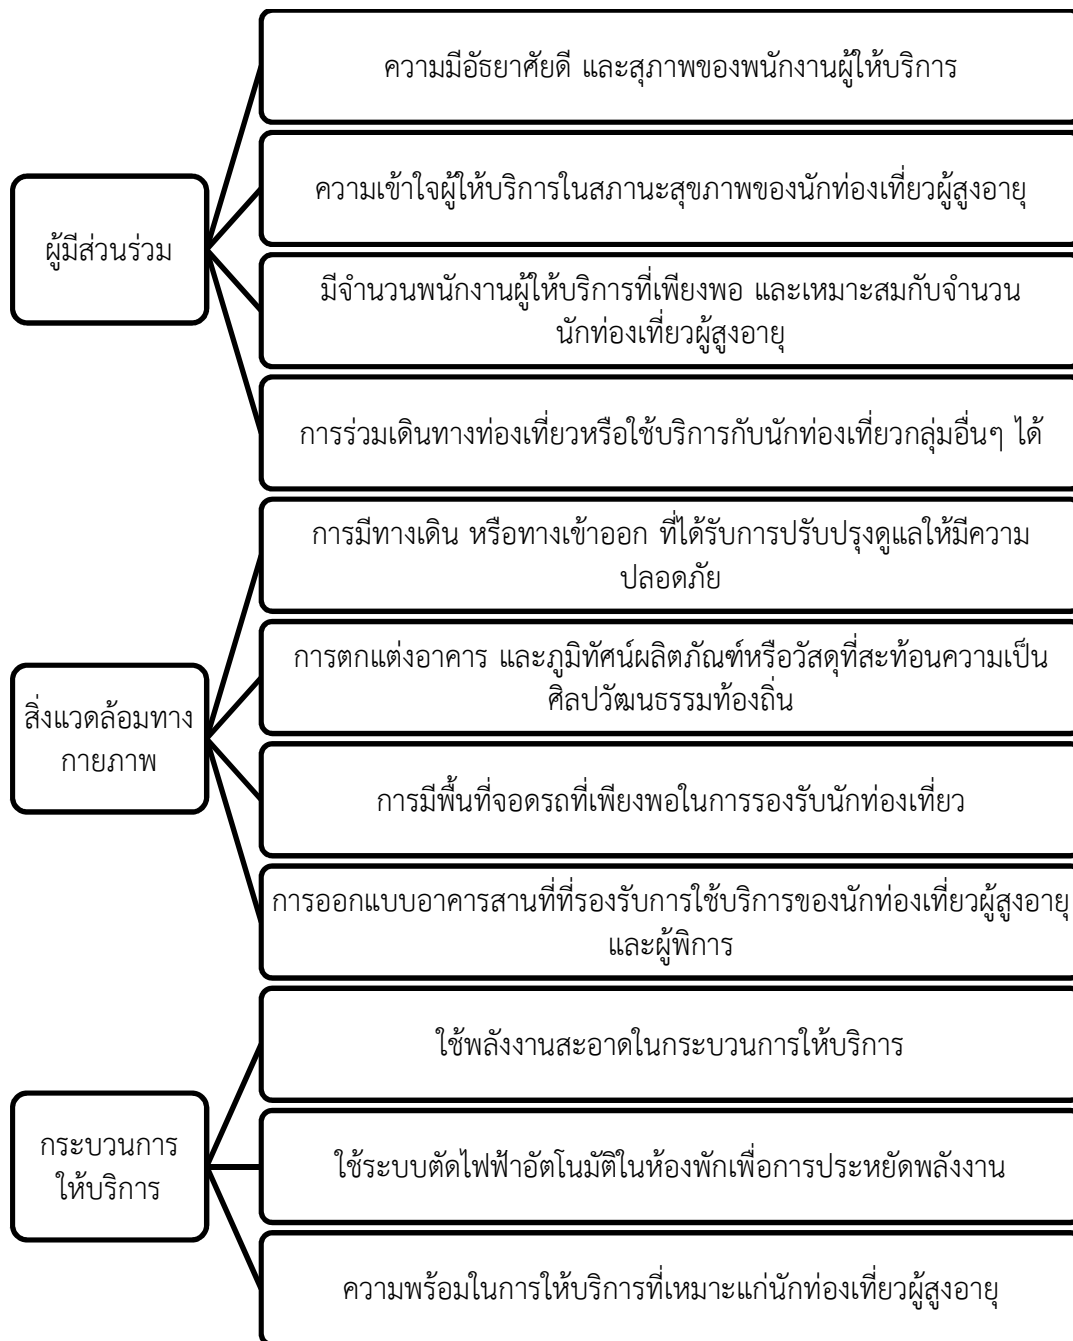 ผู้มีส่วนร่วม
ความมีอัธยาศัยดี และสุภาพของพนักงานผู้ให้บริการ
ความเข้าใจผู้ให้บริการในสภานะสุขภาพของนักท่องเที่ยวผู้สูงอายุ
มีจำนวนพนักงานผู้ให้บริการที่เพียงพอ และเหมาะสมกับจำนวน
นักท่องเที่ยวผู้สูงอายุ
การร่วมเดินทางท่องเที่ยวหรือใช้บริการกับนักท่องเที่ยวกลุ่มอื่นๆ ได้
สิ่งแวดล้อมทาง
กายภาพ
การมีทางเดิน หรือทางเข้าออก ที่ได้รับการปรับปรุงดูแลให้มีความ
ปลอดภัย
การตกแต่งอาคาร และภูมิทัศน์ผลิตภัณฑ์หรือวัสดุที่สะท้อนความเป็น
ศิลปวัฒนธรรมท้องถิ่น
การมีพื้นที่จอดรถที่เพียงพอในการรองรับนักท่องเที่ยว
การออกแบบอาคารสานที่ที่รองรับการใช้บริการของนักท่องเที่ยวผู้สูงอายุ
และผู้พิการ
กระบวนการ
ให้บริการ
ใช้พลังงานสะอาดในกระบวนการให้บริการ
ใช้ระบบตัดไฟฟ้าอัตโนมัติในห้องพักเพื่อการประหยัดพลังงาน
ความพร้อมในการให้บริการที่เหมาะแก่นักท่องเที่ยวผู้สูงอายุ